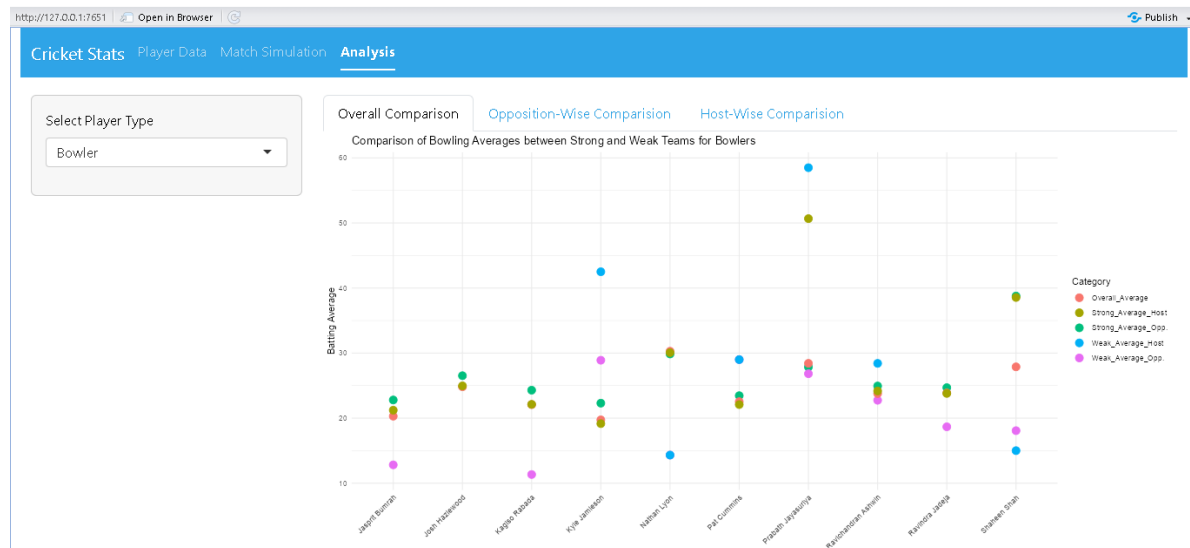 http://127.0.0.1:7651 Open in Browser Publish
Cricket Stats Player Data Match Simulation Analysis
Select Player Type
Bowler
Overall Comparison Opposition-Wise Comparision Host-Wise Comparision
Comparison of Bowling Averages between Strong and Weak Teams for Bowlers
60
50
40
30
20
10
Batting Average
Jasprit Bumrah
Josh Hazlewood
Kagiso Rabada
Kyle Jamieson
Nathan Lyon
Pat Cummins
Prabath Jayasuriya
Ravichandran Ashwin
Ravindra Jadeja
Shaheen Shah
Category
Overall_Average
Strong_Average_Host
Strong_Average_Opp.
Weak_Average_Host
Weak_Average_Opp.